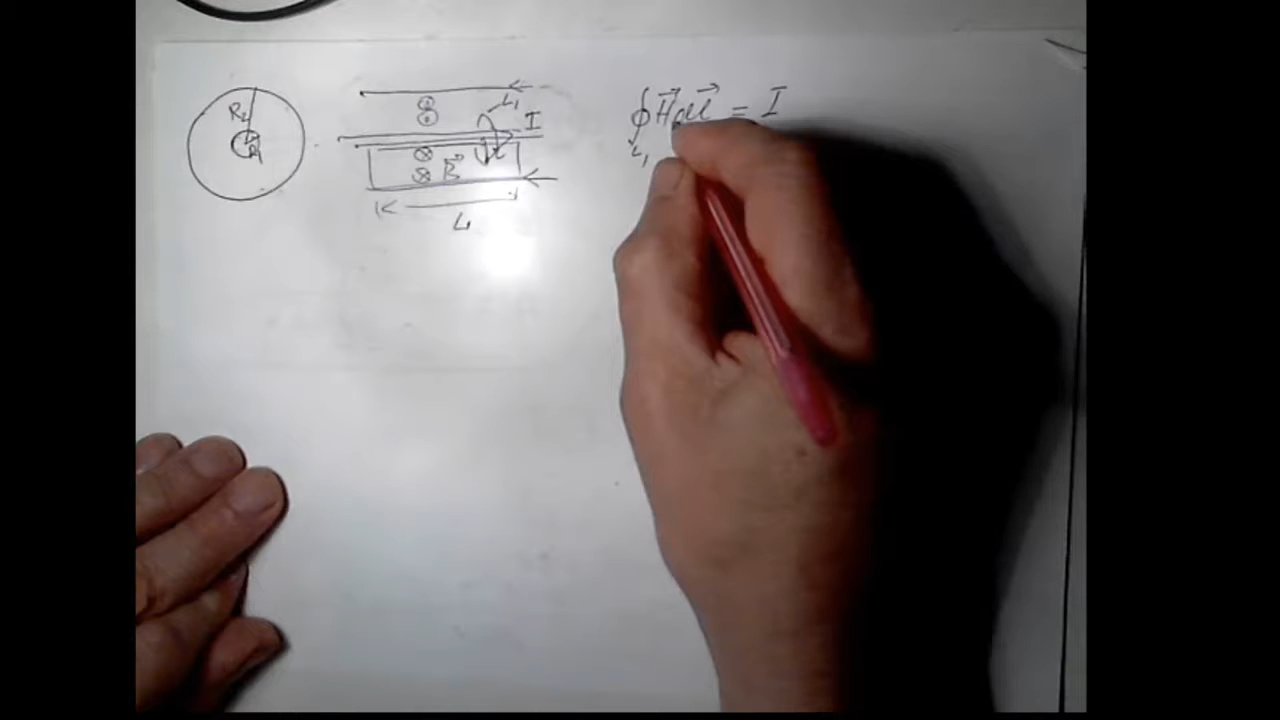 R₂
R₁
L₁
I
r
B⃗
L
∮ H⃗ dl⃗ = I
L₁